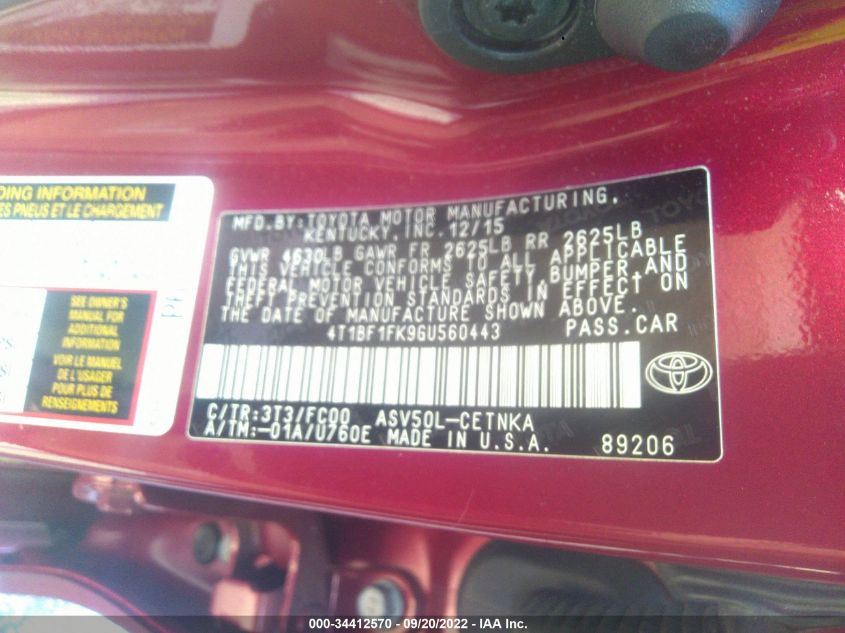 DING INFORMATION
ES PNEUS ET LE CHARGEMENT
SEE OWNER'S
MANUAL FOR
ADDITIONAL
INFORMATION
VOIR LE MANUEL
DE L'USAGER
POUR PLUS DE
RENSEIGNEMENTS
MFD. BY: TOYOTA MOTOR MANUFACTURING,
KENTUCKY, INC. 12/15
GVWR 4630LB GAWR FR 2625LB RR 2625LB
THIS VEHICLE CONFORMS TO ALL APPLICABLE
FEDERAL MOTOR VEHICLE SAFETY, BUMPER, AND
THEFT PREVENTION STANDARDS IN EFFECT ON
THE DATE OF MANUFACTURE SHOWN ABOVE.
4T1BF1FK9GU560443 PASS.CAR
C/TR:3T3/FC00 ASV50L-CETNKA
A/TM:-01A/U760E MADE IN U.S.A. 89206
000-34412570 - 09/20/2022 - IAA Inc.